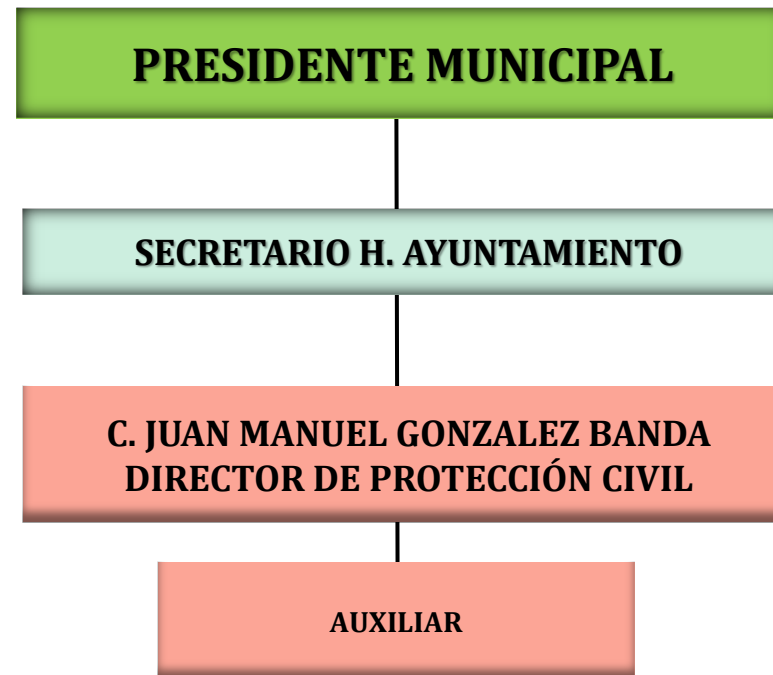 PRESIDENTE MUNICIPAL
SECRETARIO H. AYUNTAMIENTO
C. JUAN MANUEL GONZALEZ BANDA
DIRECTOR DE PROTECCIÓN CIVIL
AUXILIAR